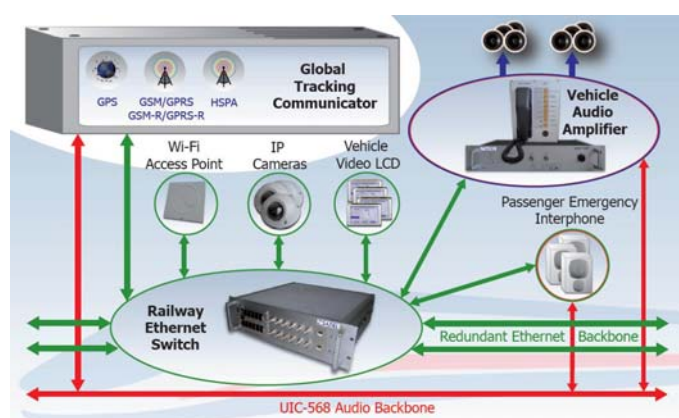 Global
Tracking
Communicator
GPS
GSM/GPRS
GSM-R/GPRS-R
HSPA
Vehicle
Audio
Amplifier
Wi-Fi
Access Point
IP
Cameras
Vehicle
Video LCD
Passenger Emergency
Interphone
Railway
Ethernet
Switch
Redundant Ethernet Backbone
UIC-568 Audio Backbone